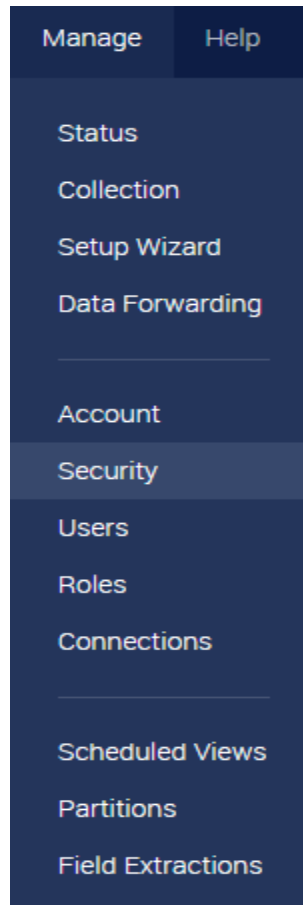 Manage Help
Status
Collection
Setup Wizard
Data Forwarding
Account
Security
Users
Roles
Connections
Scheduled Views
Partitions
Field Extractions